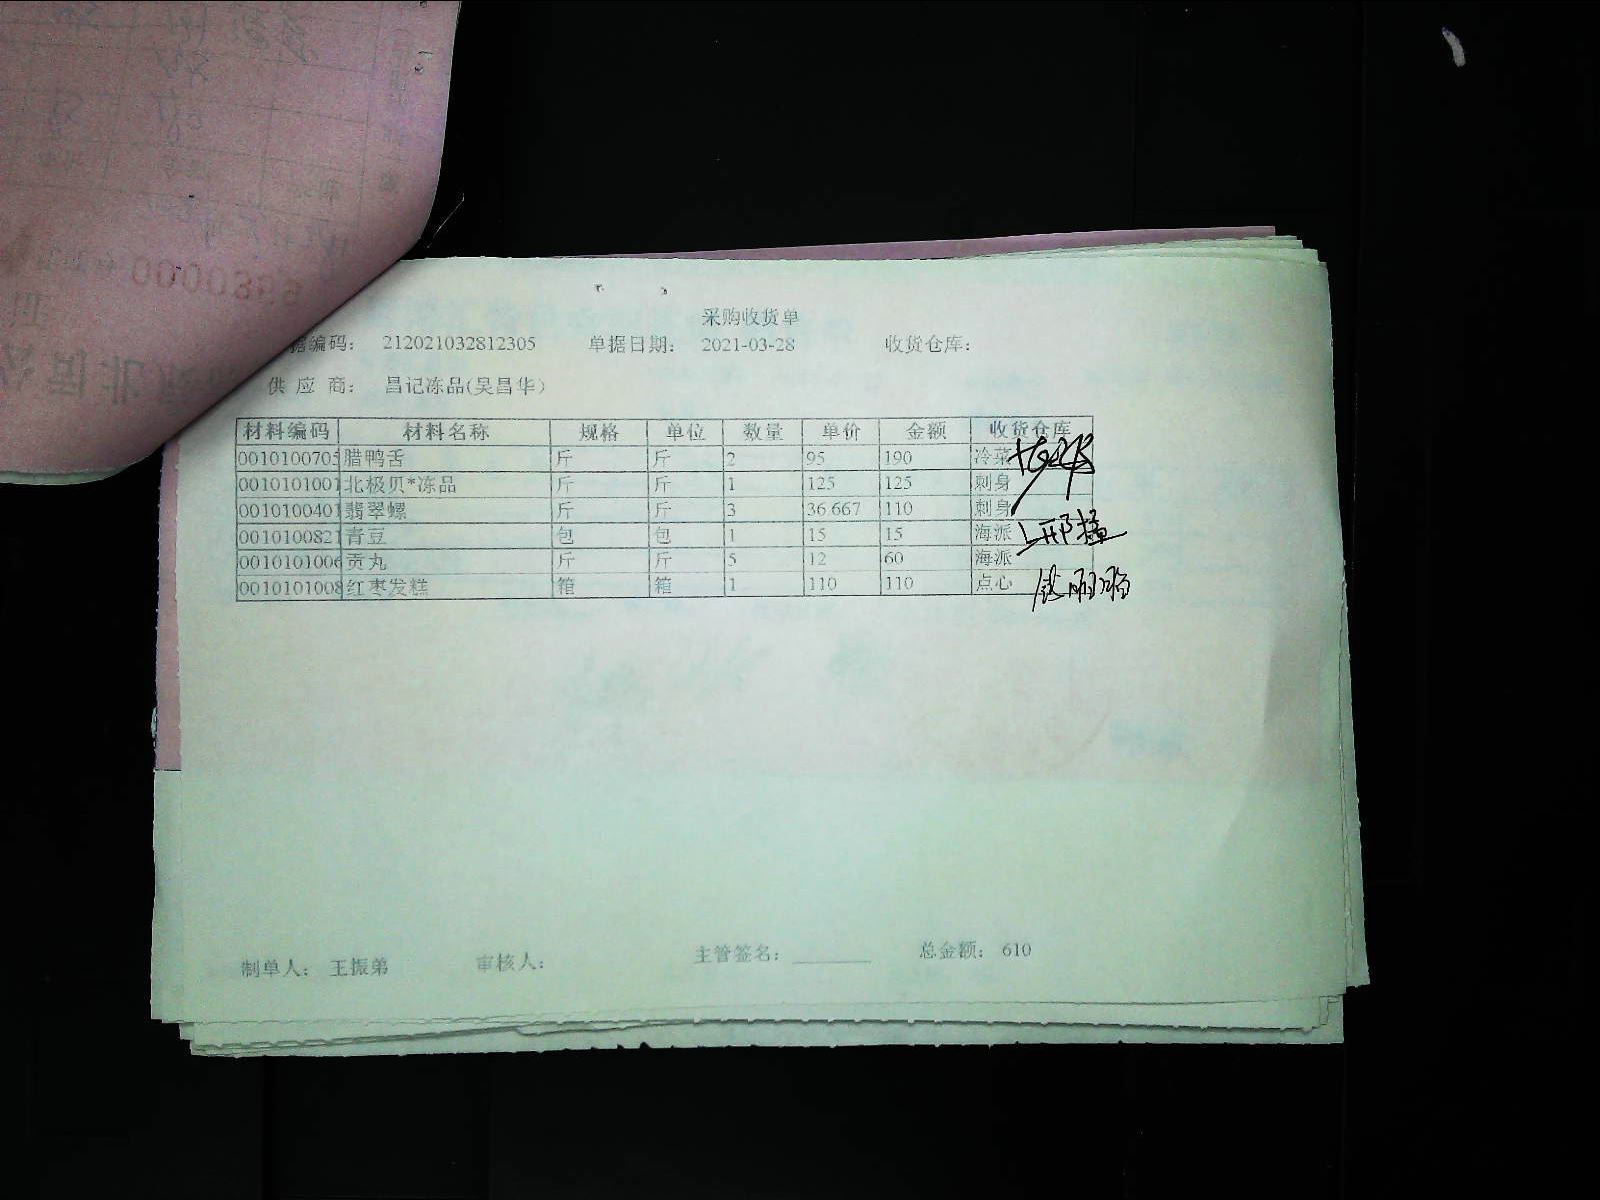 0000385
采购收货单
据编码： 212021032812305 单据日期： 2021-03-28 收货仓库：
供 应 商： 昌记冻品(吴昌华)
材料编码 材料名称 规格 单位 数量 单价 金额 收货仓库
0010100705 腊鸭舌 斤 斤 2 95 190 冷菜
0010101001 北极贝*冻品 斤 斤 1 125 125 刺身
0010100401 翡翠螺 斤 斤 3 36.667 110 刺身
0010100821 青豆 包 包 1 15 15 海派
0010101006 贡丸 斤 斤 5 12 60 海派
0010101008 红枣发糕 箱 箱 1 110 110 点心
制单人： 王振弟 审核人： 主管签名： 总金额： 610